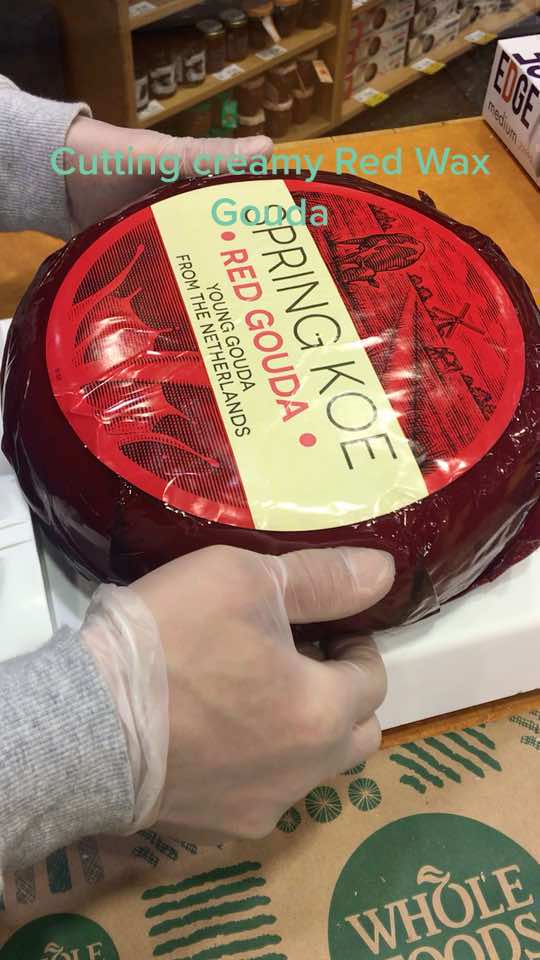 Cutting creamy Red Wax
Gouda
SPRING KOE
• RED GOUDA •
YOUNG GOUDA
FROM THE NETHERLANDS
EDGE
medium
WHOLE
FOODS